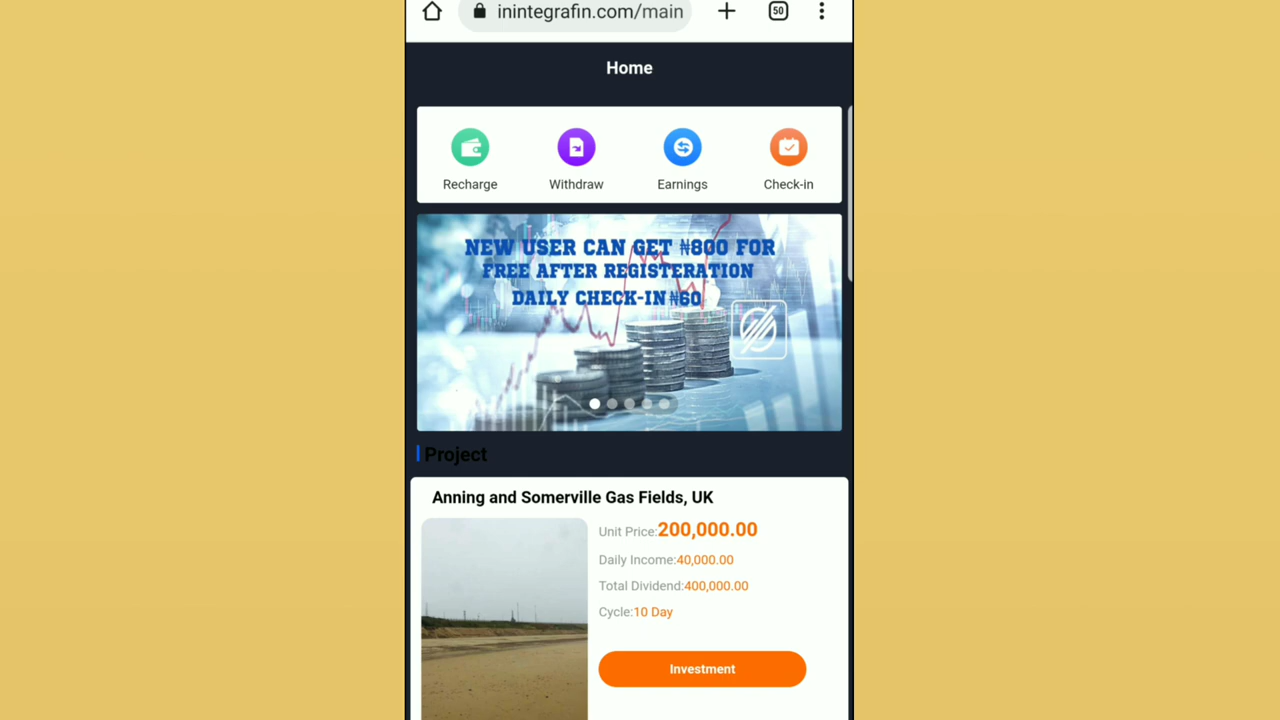 inintegrafin.com/main
50
Home
Recharge
Withdraw
Earnings
Check-in
NEW USER CAN GET ₦800 FOR
FREE AFTER REGISTERATION
DAILY CHECK-IN ₦60
Project
Anning and Somerville Gas Fields, UK
Unit Price:200,000.00
Daily Income:40,000.00
Total Dividend:400,000.00
Cycle:10 Day
Investment